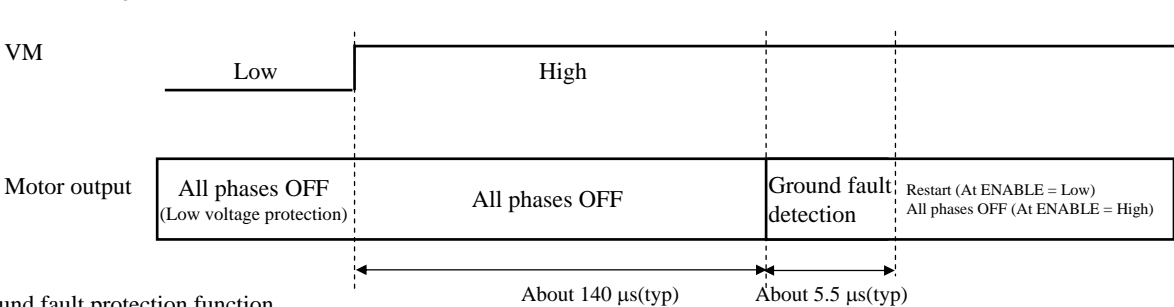 VM
Low
High
Motor output
All phases OFF
(Low voltage protection)
All phases OFF
Ground fault
detection
Restart (At ENABLE = Low)
All phases OFF (At ENABLE = High)
About 140 μs(typ)
About 5.5 μs(typ)
fault protection function